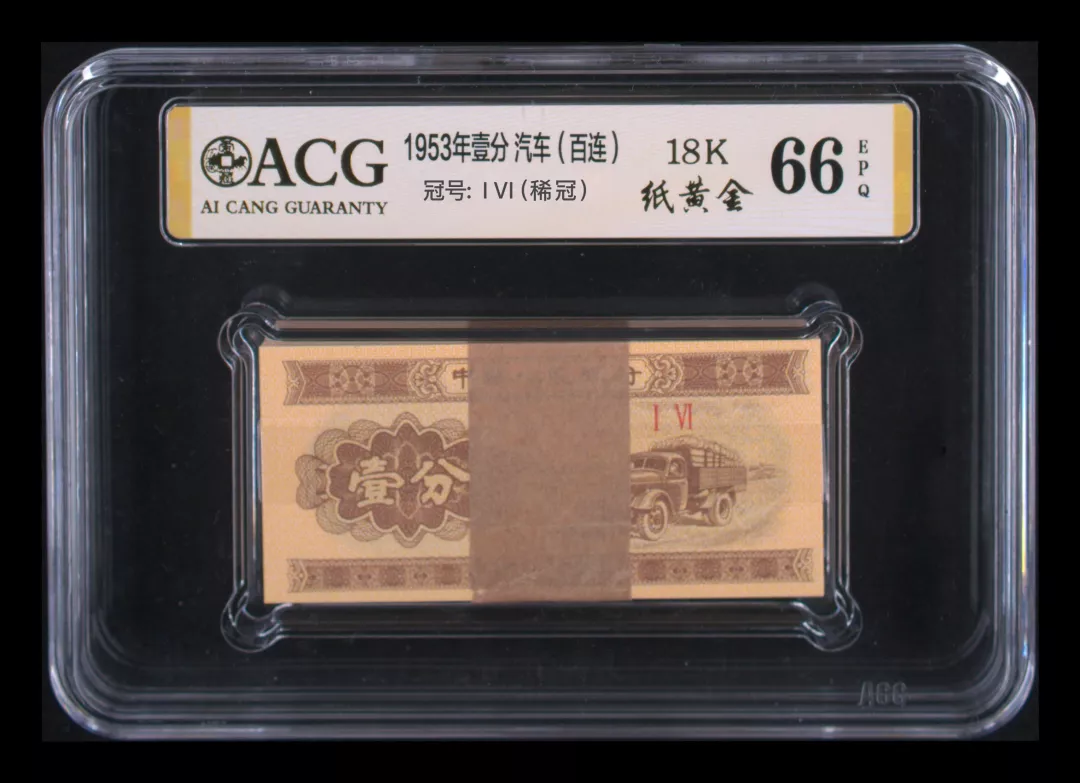 ACG
AI CANG GUARANTY
1953年壹分 汽车（百连）
冠号: I VI（稀冠）
18K
纸黄金
66
EPQ
中
I VI
壹分
ACG